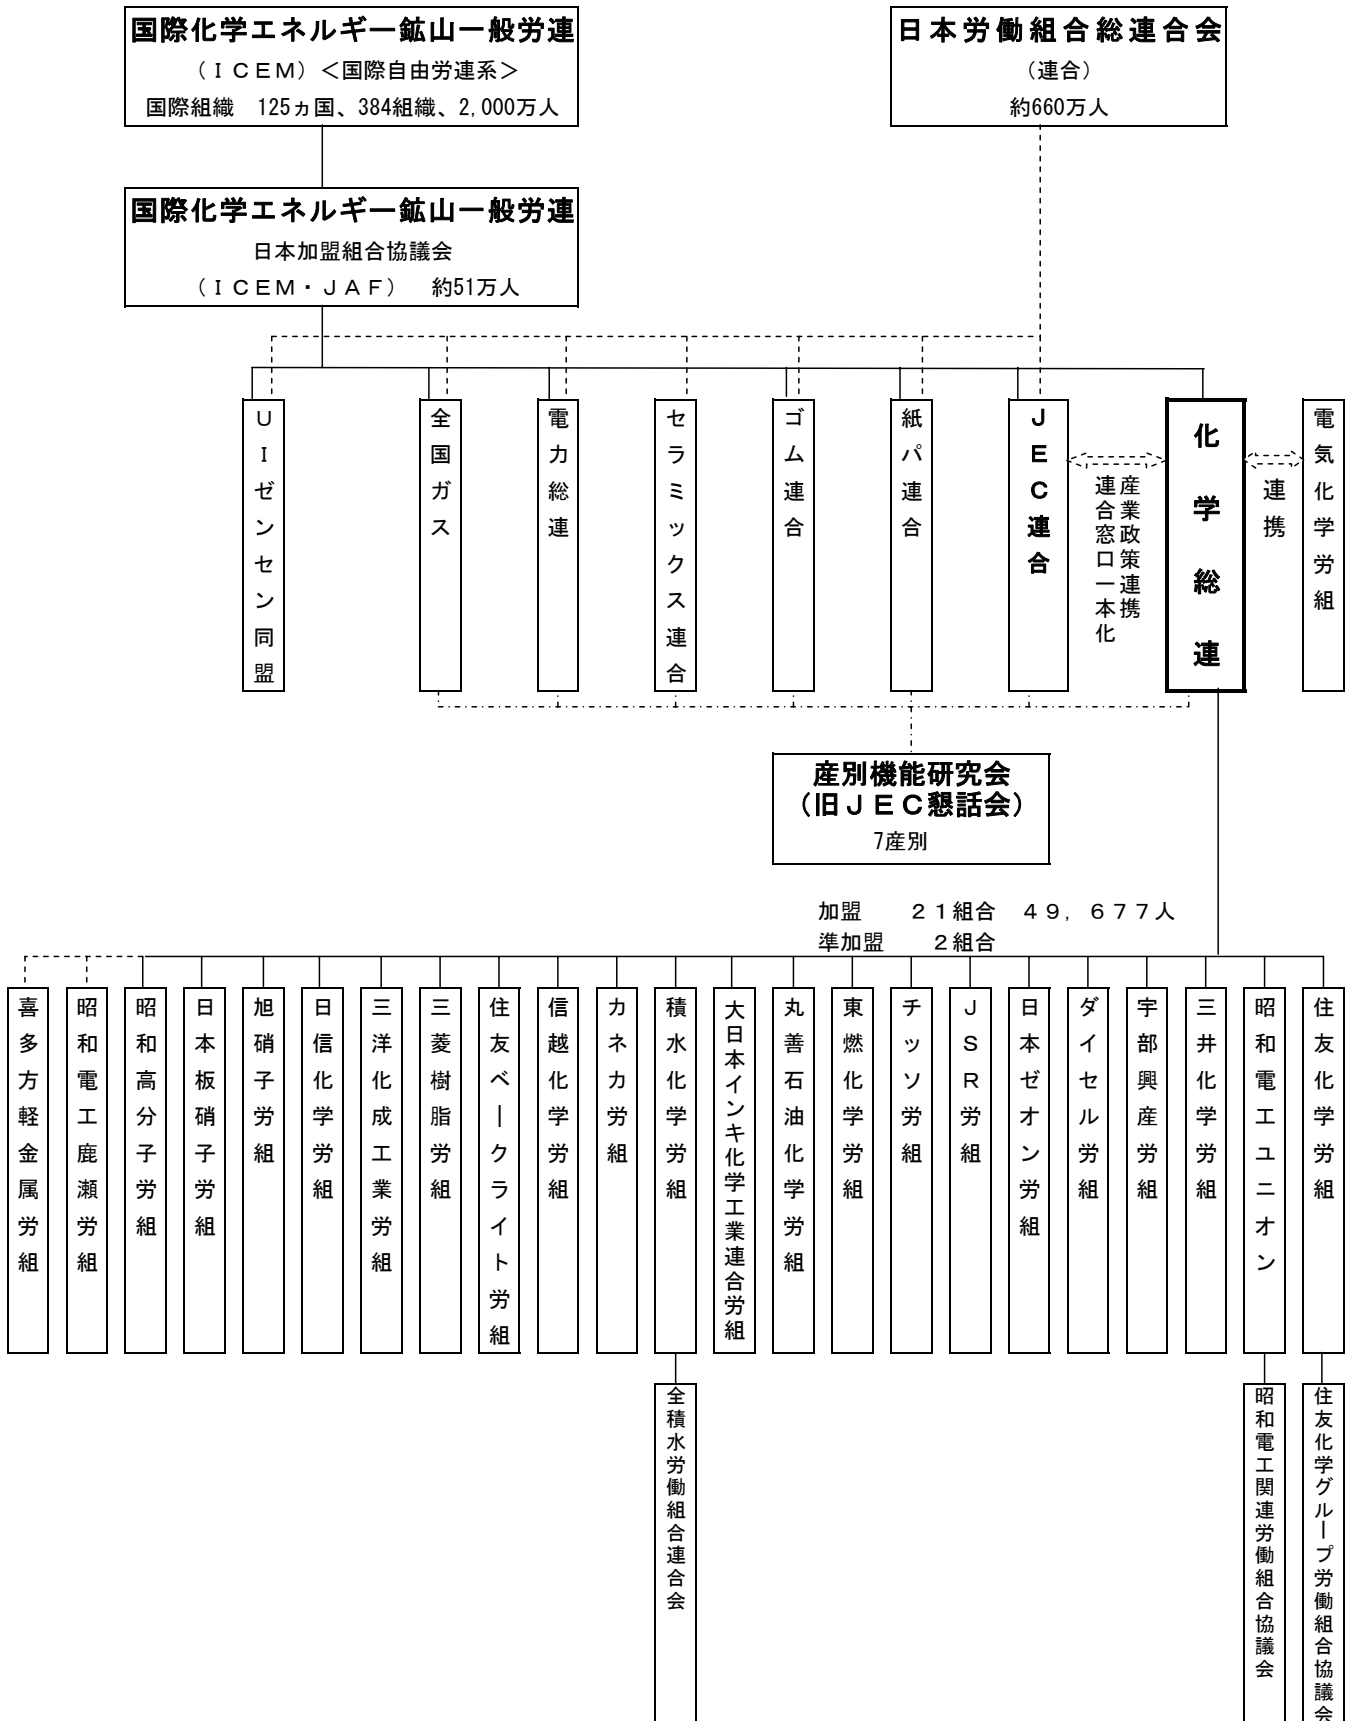 国際化学エネルギー鉱山一般労連
（ＩＣＥＭ）＜国際自由労連系＞
国際組織　125ヵ国、384組織、2,000万人
日本労働組合総連合会
（連合）
約660万人
国際化学エネルギー鉱山一般労連
日本加盟組合協議会
（ＩＣＥＭ・ＪＡＦ）　約51万人
ＵＩゼンセン同盟
全国ガス
電力総連
セラミックス連合
ゴム連合
紙パ連合
ＪＥＣ連合
産業政策連携
連合窓口一本化
化学総連
連携
電気化学労組
産別機能研究会
（旧ＪＥＣ懇話会）
7産別
加盟　２１組合　４９，６７７人
準加盟　２組合
喜多方軽金属労組
昭和電工鹿瀬労組
昭和高分子労組
日本板硝子労組
旭硝子労組
日信化学労組
三洋化成工業労組
三菱樹脂労組
住友ベークライト労組
信越化学労組
カネカ労組
積水化学労組
大日本インキ化学工業連合労組
丸善石油化学労組
東燃化学労組
チッソ労組
ＪＳＲ労組
日本ゼオン労組
ダイセル労組
宇部興産労組
三井化学労組
昭和電工ユニオン
住友化学労組
全積水労働組合連合会
昭和電工関連労働組合協議会
住友化学グループ労働組合協議会